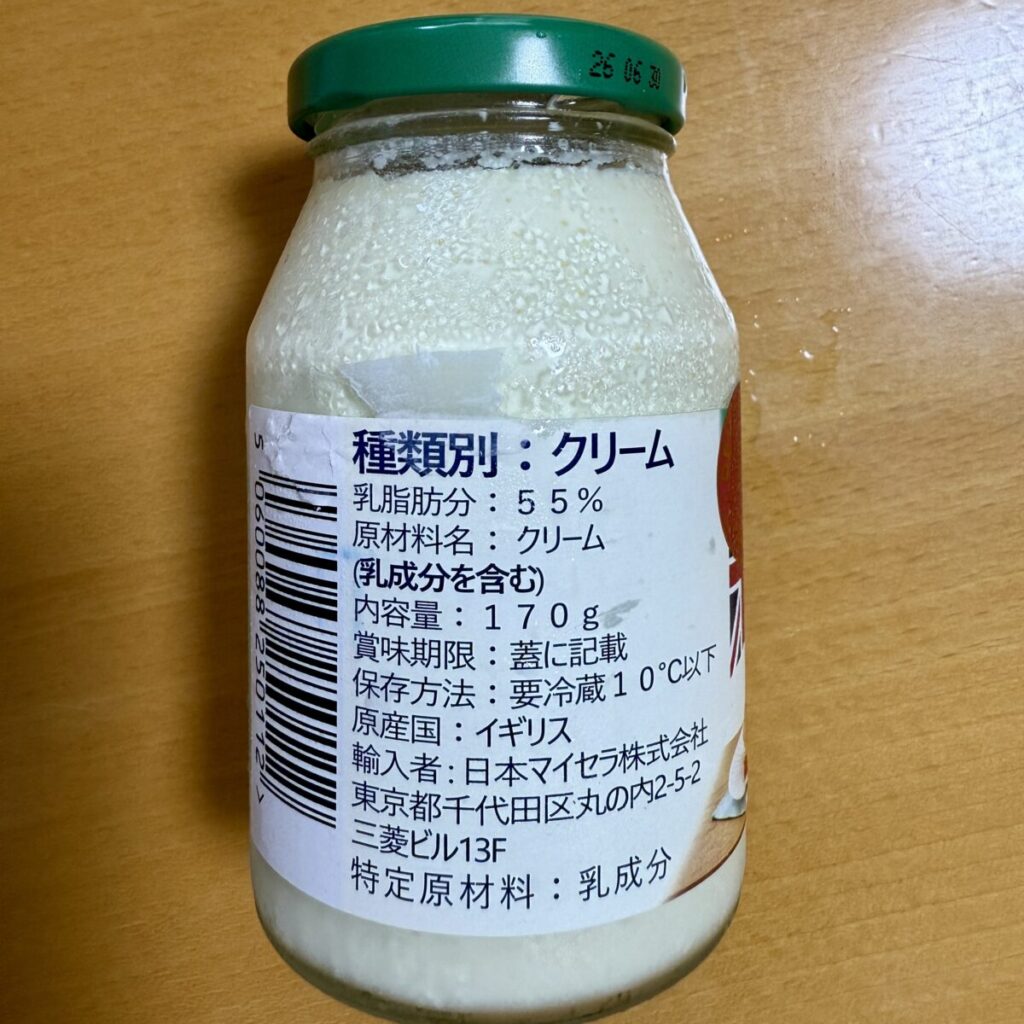 26 06 30
種類別：クリーム
乳脂肪分：５５％
原材料名：クリーム
(乳成分を含む)
内容量：１７０ｇ
賞味期限：蓋に記載
保存方法：要冷蔵１０℃以下
原産国：イギリス
輸入者：日本マイセラ株式会社
東京都千代田区丸の内2-5-2
三菱ビル13F
特定原材料：乳成分
5 060088 250112 >